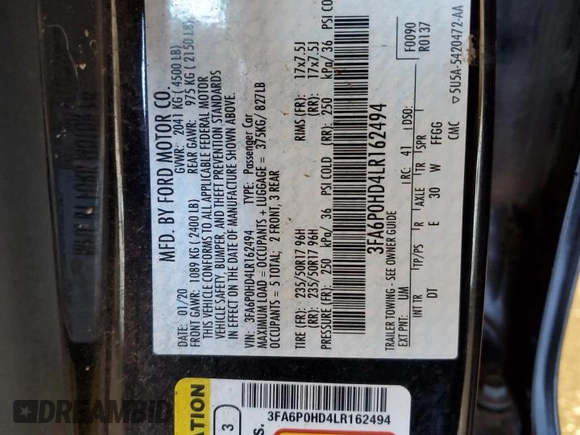 MFD. BY FORD MOTOR CO.
DATE: 01/20 GVWR: 2041 KG ( 4500 LB)
FRONT GAWR: 1089 KG ( 2400 LB) REAR GAWR: 975 KG ( 2150 LB)
THIS VEHICLE CONFORMS TO ALL APPLICABLE FEDERAL MOTOR
VEHICLE SAFETY, BUMPER, AND THEFT PREVENTION STANDARDS
IN EFFECT ON THE DATE OF MANUFACTURE SHOWN ABOVE.
VIN: 3FA6P0HD4LR162494 TYPE: Passenger Car
MAXIMUM LOAD = OCCUPANTS + LUGGAGE = 375KG/ 827LB
OCCUPANTS = 5 TOTAL: 2 FRONT, 3 REAR
TIRE (FR): 235/50R17 96H RIMS (FR): 17x7.5J
(RR): 235/50R17 96H (RR): 17x7.5J
PRESSURE (FR): 250 kPa/ 36 PSI COLD (RR) 250 kPa/ 36 PSI COLD
3FA6P0HD4LR162494
F0090
R0137
TRAILER TOWING - SEE OWNER GUIDE
EXT PNT: UM RC: 41 DSO:
INT TR TP/PS R AXLE TR SPR
DT E 30 W FFGG
CMC ▽5U5A-5420472-AA
3FA6P0HD4LR162494
3
ATION
s.
AUTOHELPERBOT